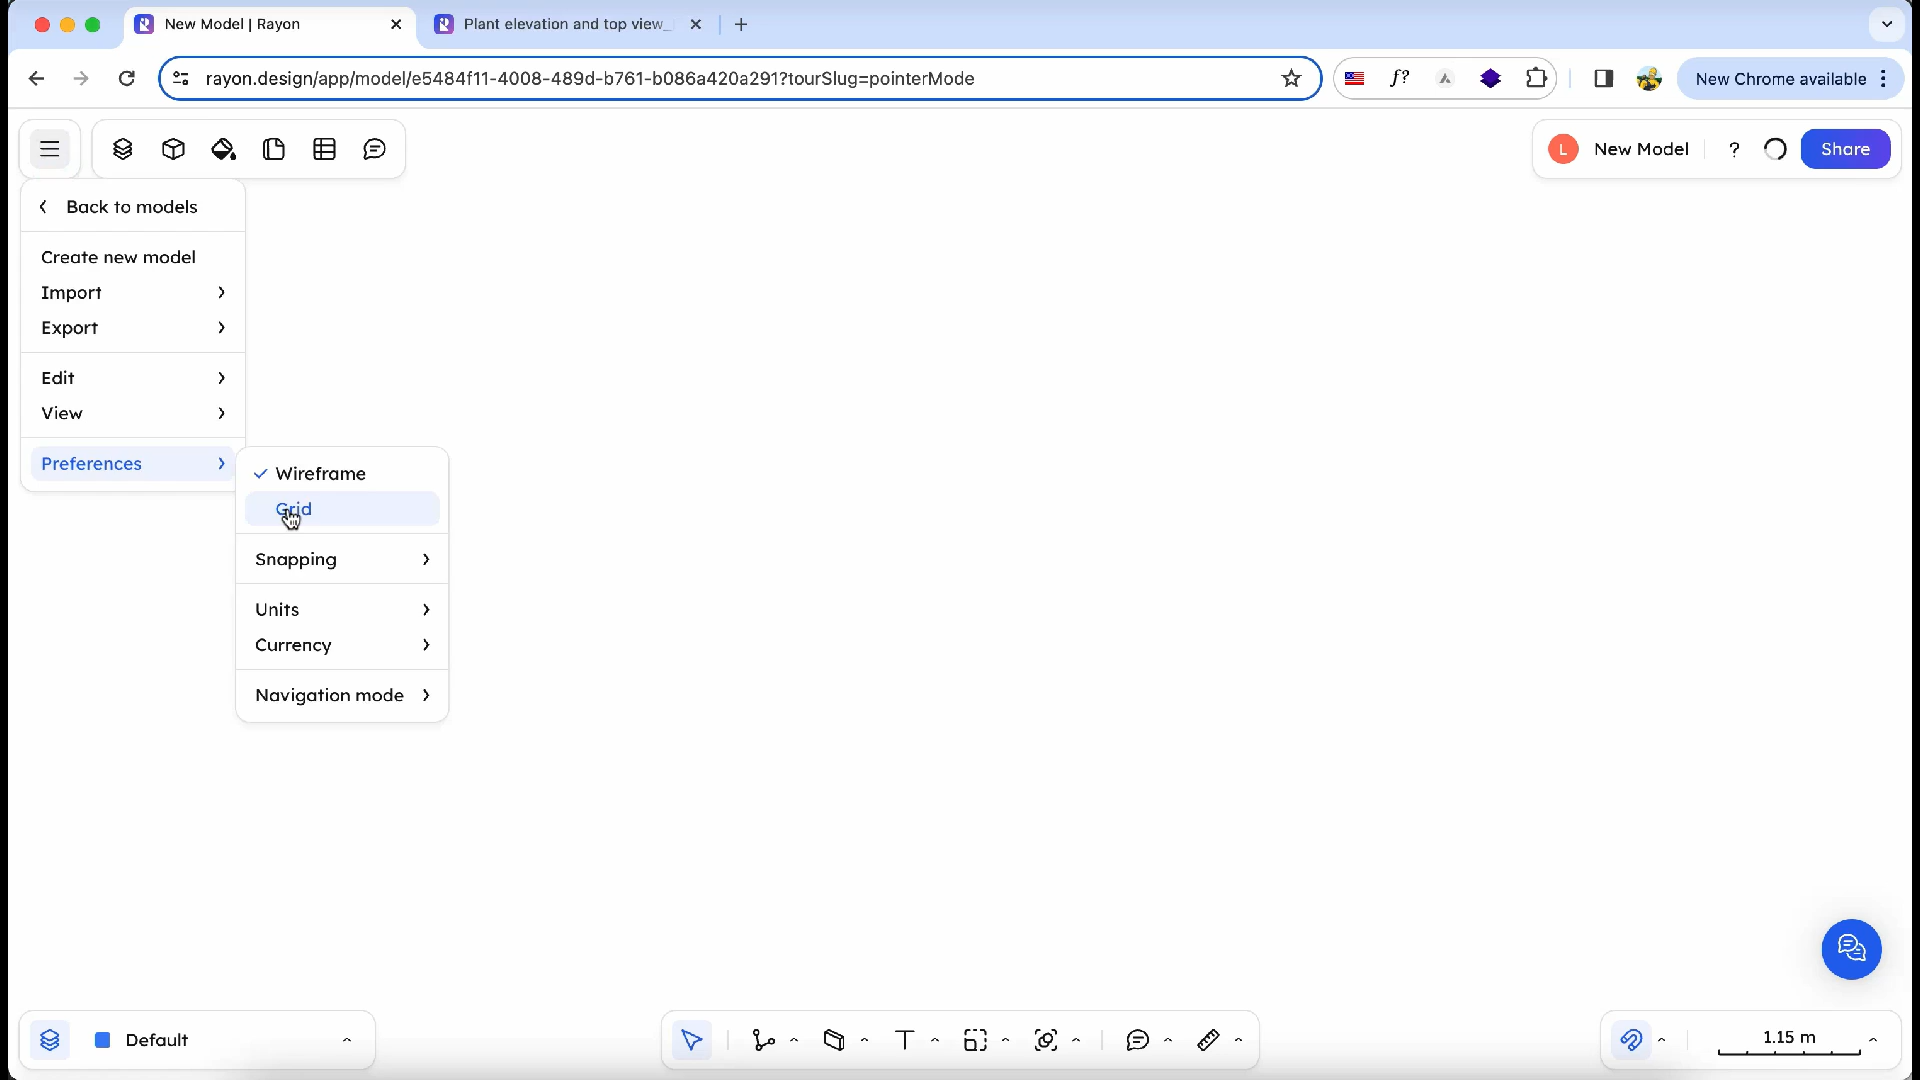 New Model | Rayon
Plant elevation and top view_
rayon.design/app/model/e5484f11-4008-489d-b761-b086a420a291?tourSlug=pointerMode
f?
New Chrome available
L
New Model
?
Share
Back to models
Create new model
Import
Export
Edit
View
Preferences
Wireframe
Grid
Snapping
Units
Currency
Navigation mode
Default
1.15 m